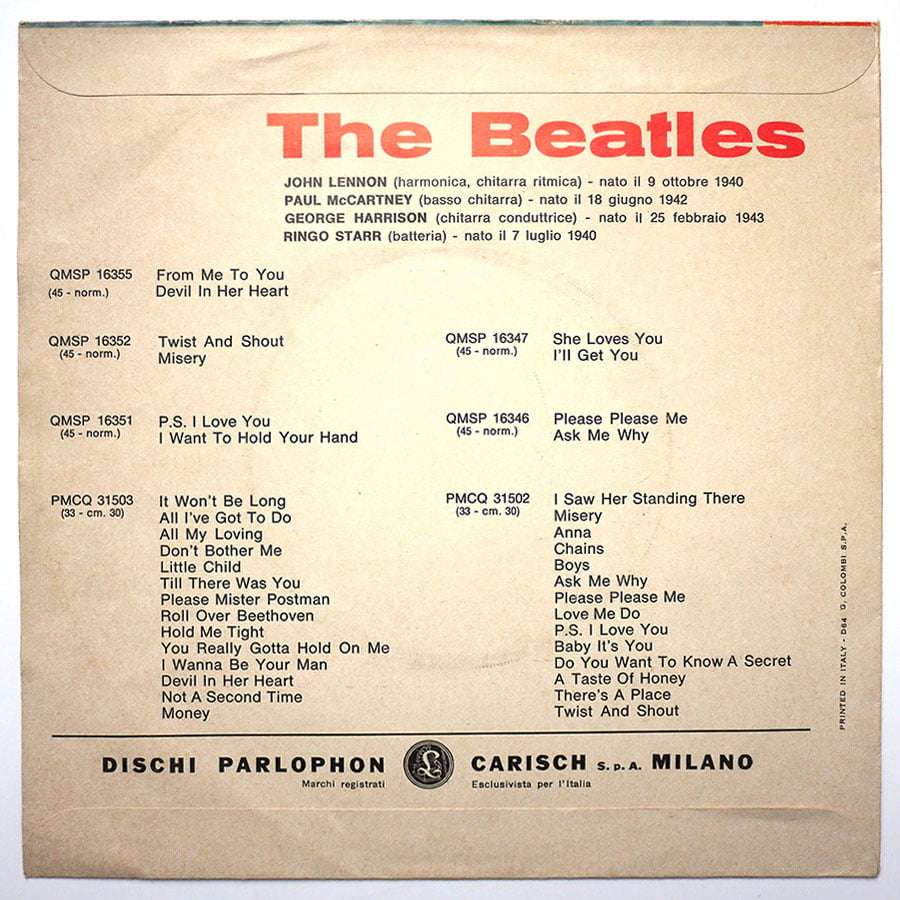 The Beatles
JOHN LENNON (harmonica, chitarra ritmica) - nato il 9 ottobre 1940
PAUL McCARTNEY (basso chitarra) - nato il 18 giugno 1942
GEORGE HARRISON (chitarra conduttrice) - nato il 25 febbraio 1943
RINGO STARR (batteria) - nato il 7 luglio 1940
QMSP 16355 From Me To You
(45 - norm.) Devil In Her Heart
QMSP 16352 Twist And Shout
(45 - norm.) Misery
QMSP 16347 She Loves You
(45 - norm.) I'll Get You
QMSP 16351 P.S. I Love You
(45 - norm.) I Want To Hold Your Hand
QMSP 16346 Please Please Me
(45 - norm.) Ask Me Why
PMCQ 31503 It Won't Be Long
(33 - cm. 30) All I've Got To Do
All My Loving
Don't Bother Me
Little Child
Till There Was You
Please Mister Postman
Roll Over Beethoven
Hold Me Tight
You Really Gotta Hold On Me
I Wanna Be Your Man
Devil In Her Heart
Not A Second Time
Money
PMCQ 31502 I Saw Her Standing There
(33 - cm. 30) Misery
Anna
Chains
Boys
Ask Me Why
Please Please Me
Love Me Do
P.S. I Love You
Baby It's You
Do You Want To Know A Secret
A Taste Of Honey
There's A Place
Twist And Shout
PRINTED IN ITALY - D64 G. COLOMBI S.P.A.
DISCHI PARLOPHON L CARISCH S.p.A. MILANO
Marchi registrati Esclusivista per l'Italia